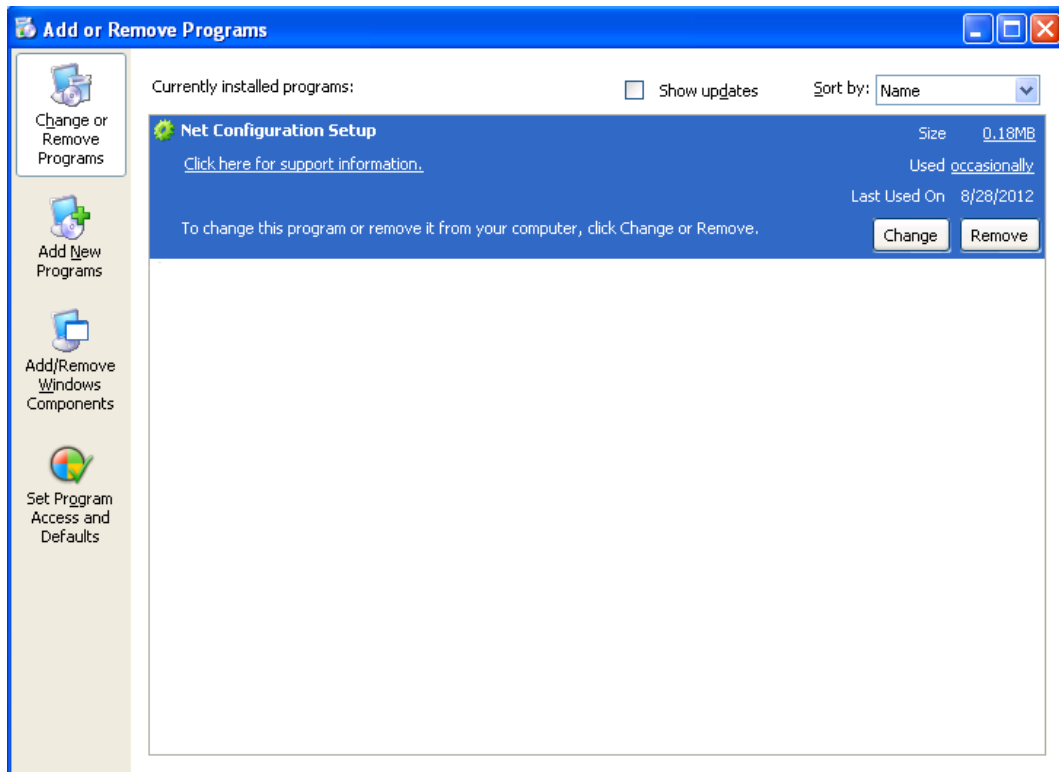 Add or Remove Programs
Change or
Remove
Programs
Add New
Programs
Add/Remove
Windows
Components
Set Program
Access and
Defaults
Currently installed programs:
Show updates
Sort by: Name
Net Configuration Setup
Size 0.18MB
Click here for support information.
Used occasionally
Last Used On 8/28/2012
To change this program or remove it from your computer, click Change or Remove.
Change Remove